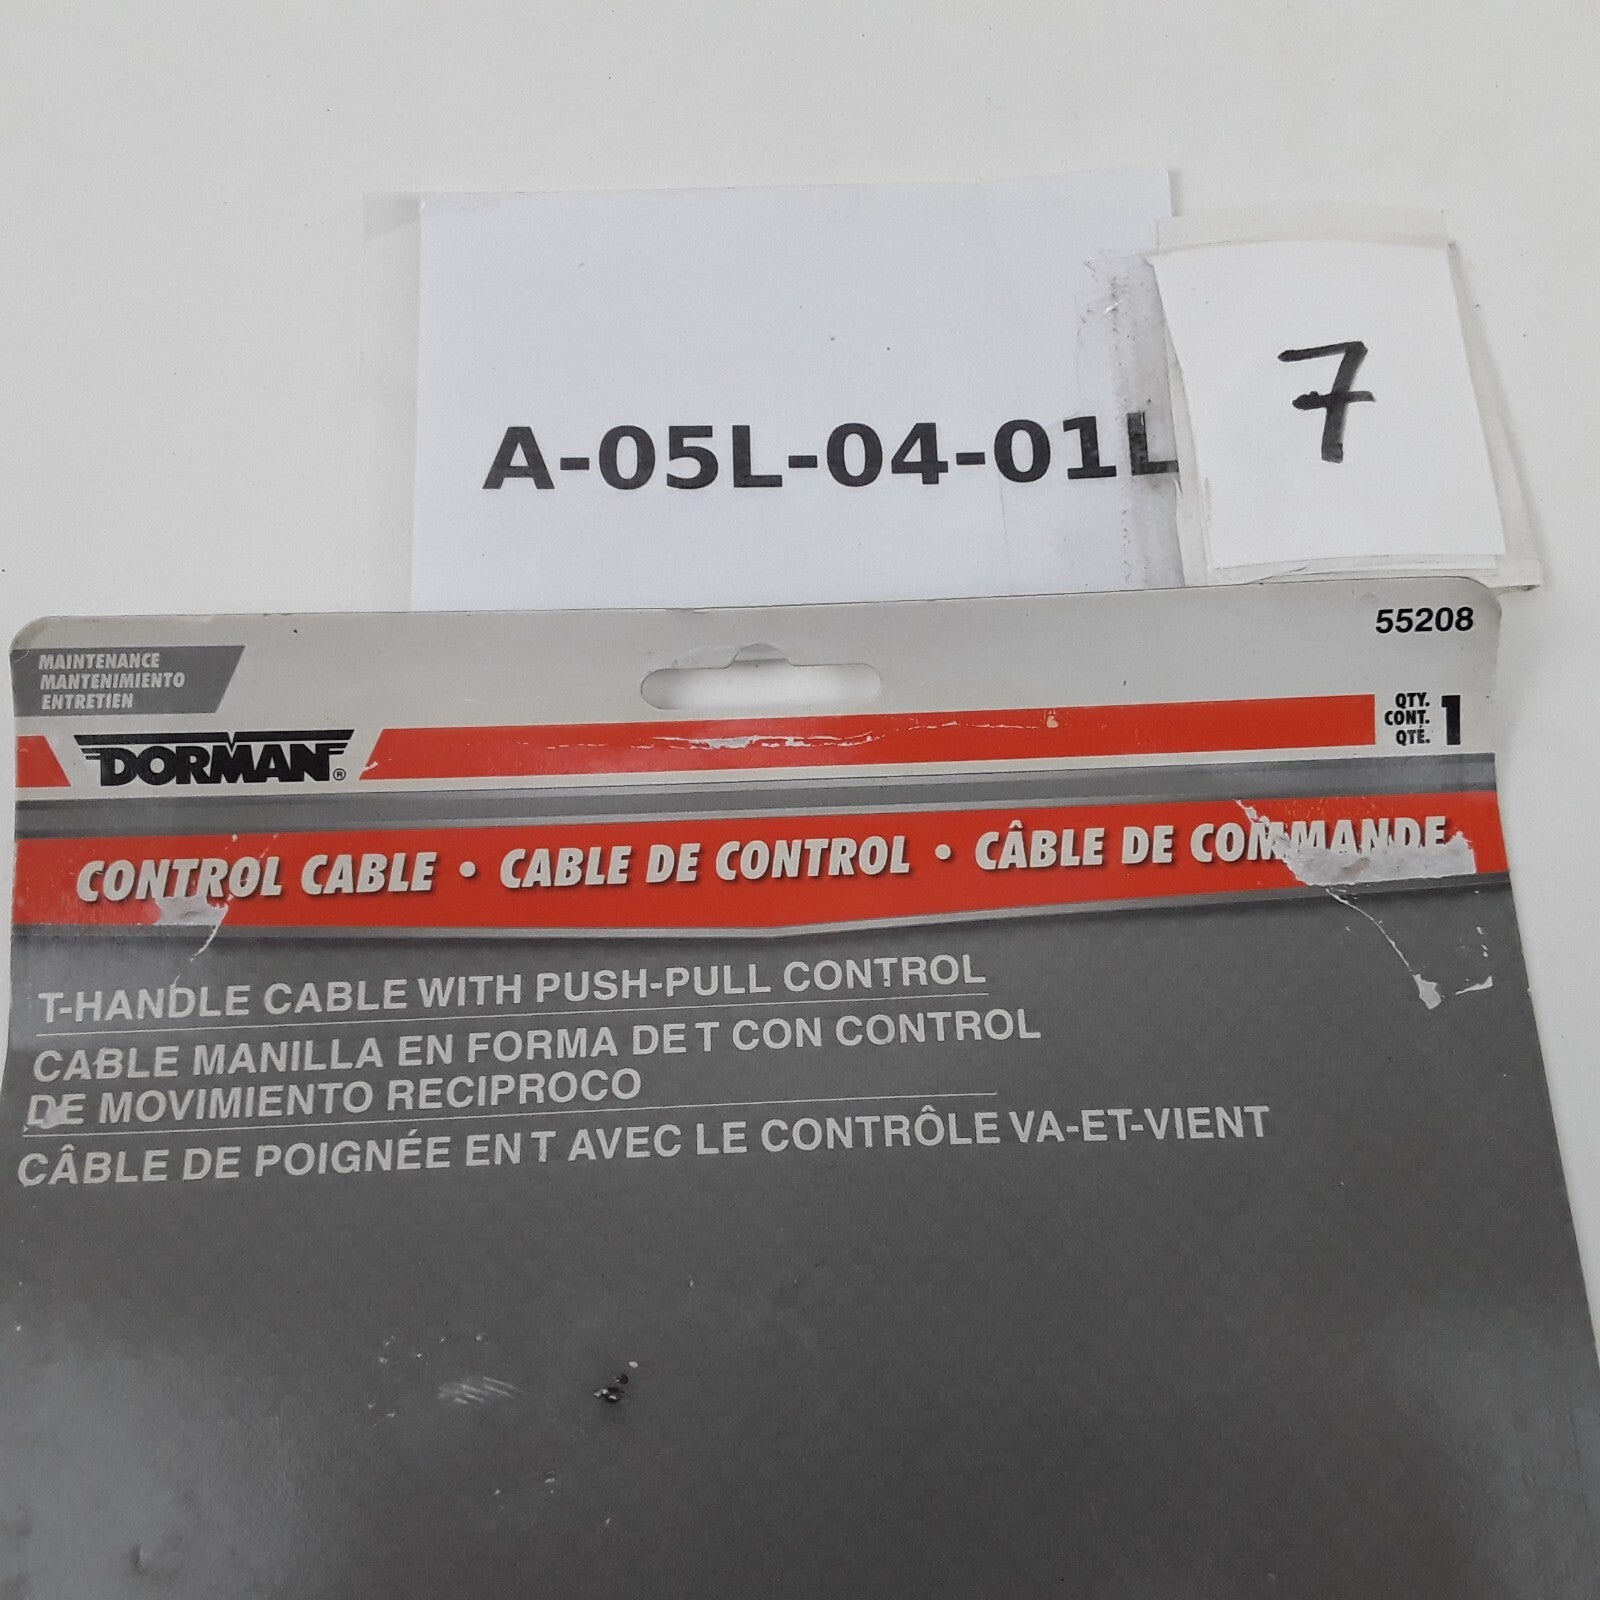 A-05L-04-01L
7
55208
MAINTENANCE
MANTENIMIENTO
ENTRETIEN
DORMAN®
QTY.
CONT.
QTÉ.
1
CONTROL CABLE • CABLE DE CONTROL • CÂBLE DE COMMANDE
T-HANDLE CABLE WITH PUSH-PULL CONTROL
CABLE MANILLA EN FORMA DE T CON CONTROL
DE MOVIMIENTO RECIPROCO
CÂBLE DE POIGNÉE EN T AVEC LE CONTRÔLE VA-ET-VIENT